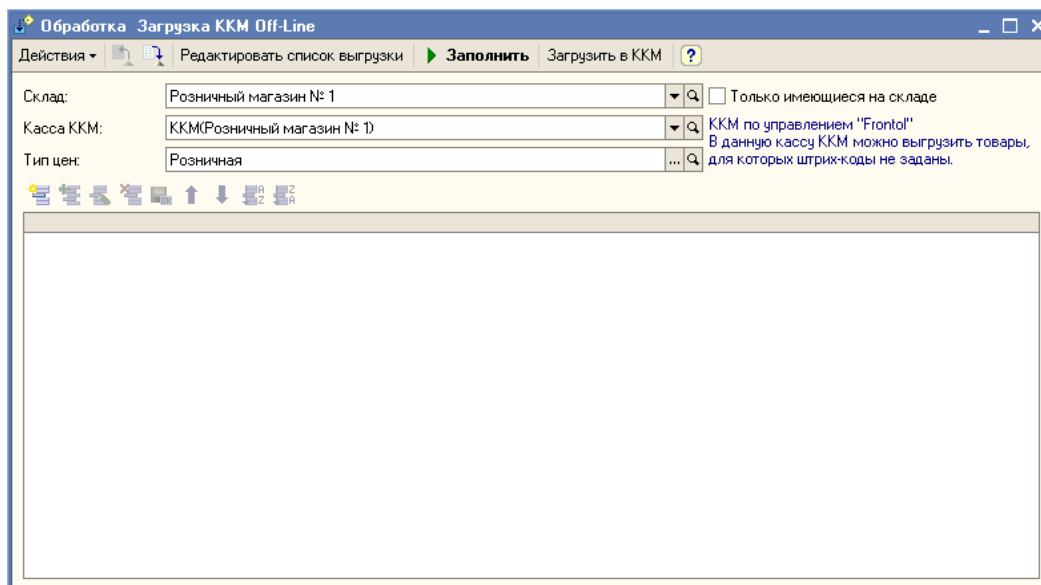 Обработка Загрузка ККМ Off-Line
Действия Редактировать список выгрузки Заполнить Загрузить в ККМ ?
Склад: Розничный магазин № 1 Только имеющиеся на складе
Касса ККМ: ККМ(Розничный магазин № 1) ККМ по управлением "Frontol"
В данную кассу ККМ можно выгрузить товары,
Тип цен: Розничная ... для которых штрих-коды не заданы.